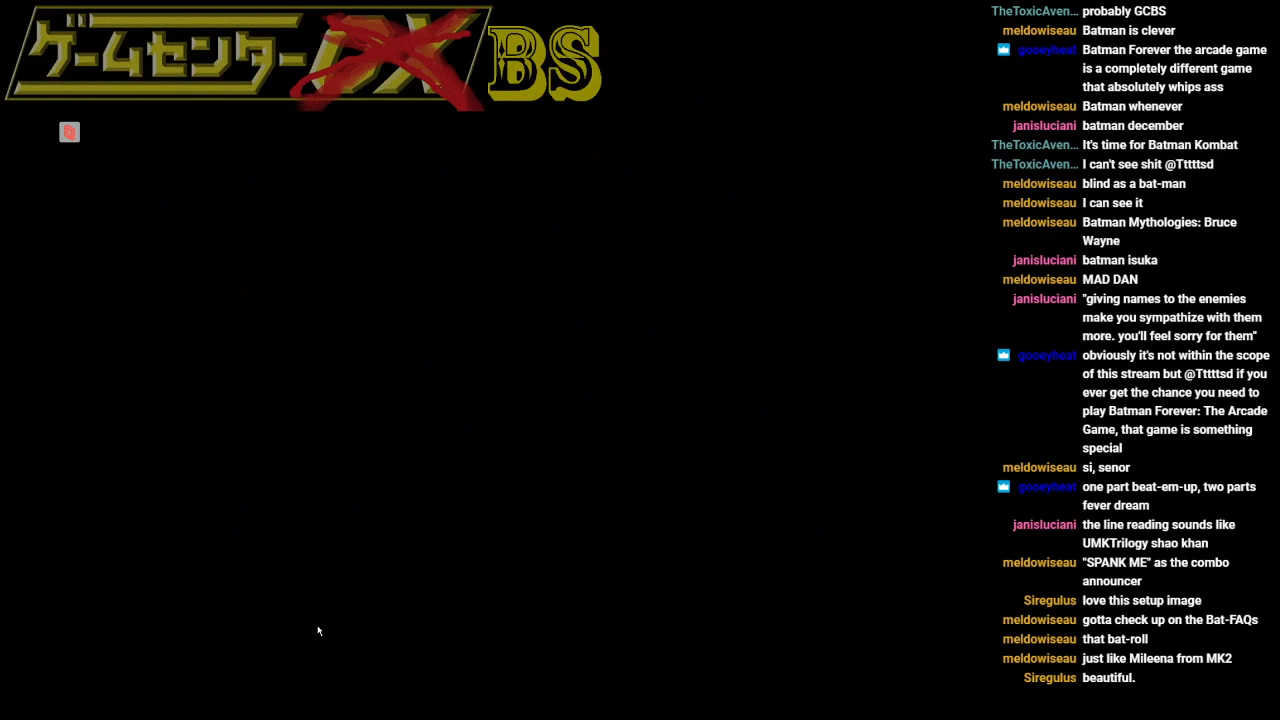 ゲームセンターDX BS
TheToxicAven... probably GCBS
meldowiseau Batman is clever
gooeyheat Batman Forever the arcade game
is a completely different game
that absolutely whips ass
meldowiseau Batman whenever
janisluciani batman december
TheToxicAven... It's time for Batman Kombat
TheToxicAven... I can't see shit @Tttttsd
meldowiseau blind as a bat-man
meldowiseau I can see it
meldowiseau Batman Mythologies: Bruce
Wayne
janisluciani batman isuka
meldowiseau MAD DAN
janisluciani "giving names to the enemies
make you sympathize with them
more. you'll feel sorry for them"
gooeyheat obviously it's not within the scope
of this stream but @Tttttsd if you
ever get the chance you need to
play Batman Forever: The Arcade
Game, that game is something
special
meldowiseau si, senor
gooeyheat one part beat-em-up, two parts
fever dream
janisluciani the line reading sounds like
UMKTrilogy shao khan
meldowiseau "SPANK ME" as the combo
announcer
Siregulus love this setup image
meldowiseau gotta check up on the Bat-FAQs
meldowiseau that bat-roll
meldowiseau just like Mileena from MK2
Siregulus beautiful.